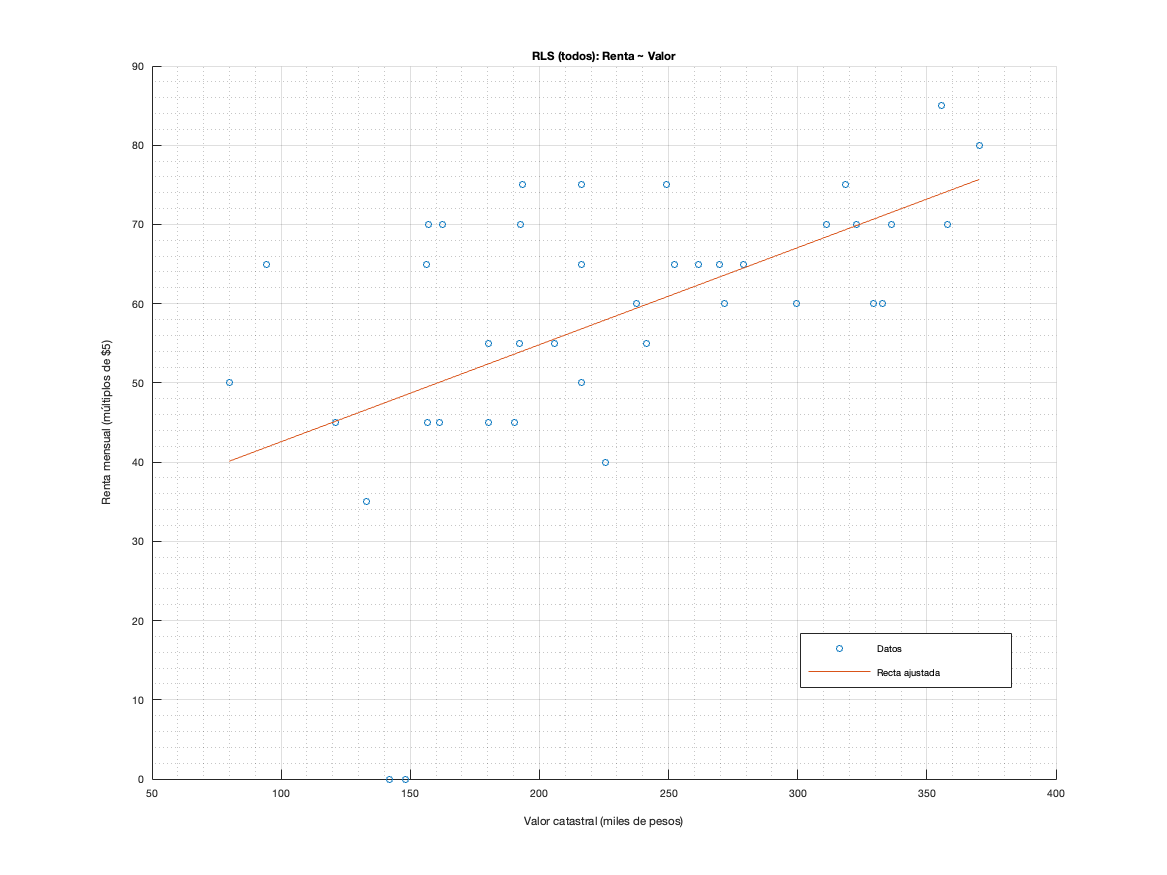 RLS (todos): Renta ~ Valor
90
80
70
60
50
40
30
20
10
0
Renta mensual (múltiplos de $5)
Datos
Recta ajustada
50 100 150 200 250 300 350 400
Valor catastral (miles de pesos)